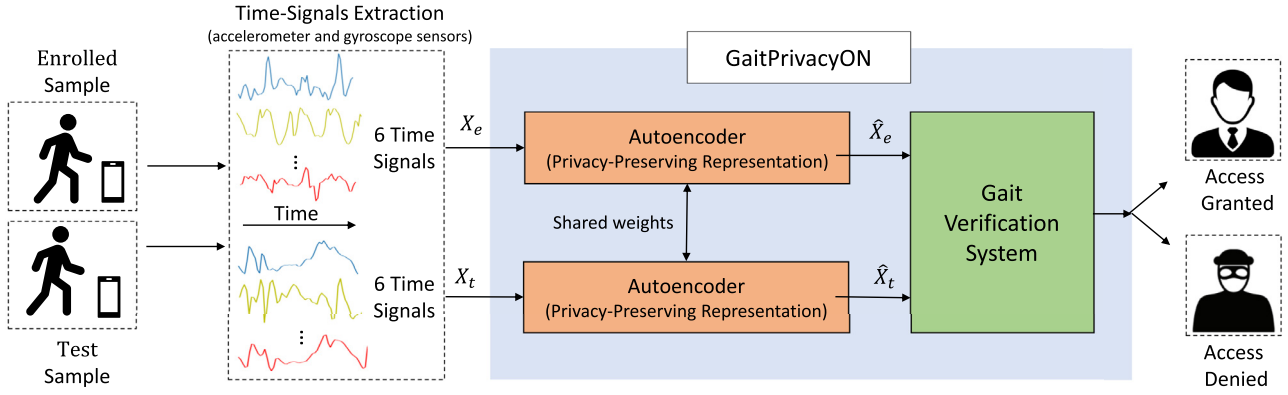 Time-Signals Extraction
(accelerometer and gyroscope sensors)
Enrolled
Sample
Test
Sample
6 Time
Signals
Time
6 Time
Signals
X_e
X_t
GaitPrivacyON
Autoencoder
(Privacy-Preserving Representation)
Shared weights
Autoencoder
(Privacy-Preserving Representation)
X̂_e
X̂_t
Gait
Verification
System
Access
Granted
Access
Denied